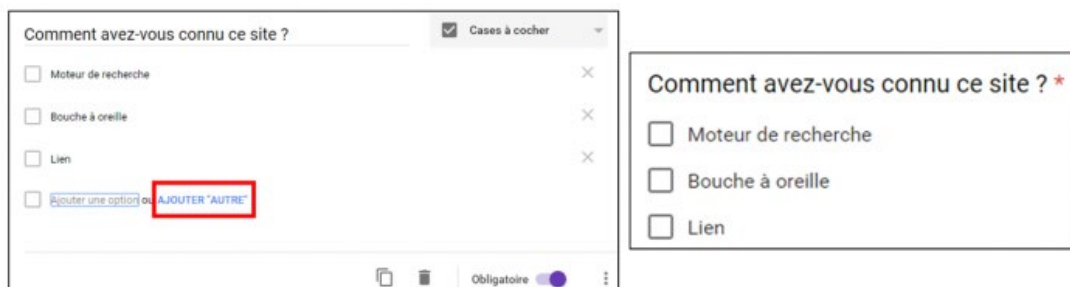 Comment avez-vous connu ce site ?
Cases à cocher
Moteur de recherche
Bouche à oreille
Lien
Ajouter une option ou AJOUTER "AUTRE"
Obligatoire
Comment avez-vous connu ce site ? *
Moteur de recherche
Bouche à oreille
Lien